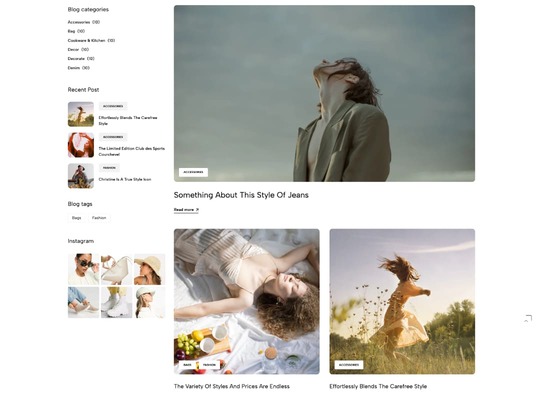 Blog categories
Accessories (10)
Bag (10)
Cookware & Kitchen (10)
Decor (10)
Decorate (10)
Denim (10)
Recent Post
ACCESSORIES
Effortlessly Blends The Carefree
Style
ACCESSORIES
The Limited Edition Club des Sports
Courchevel
FASHION
Christine Is A True Style Icon
Blog tags
Bags Fashion
Instagram
ACCESSORIES
Something About This Style Of Jeans
Read more
BAGS FASHION
The Variety Of Styles And Prices Are Endless
ACCESSORIES
Effortlessly Blends The Carefree Style